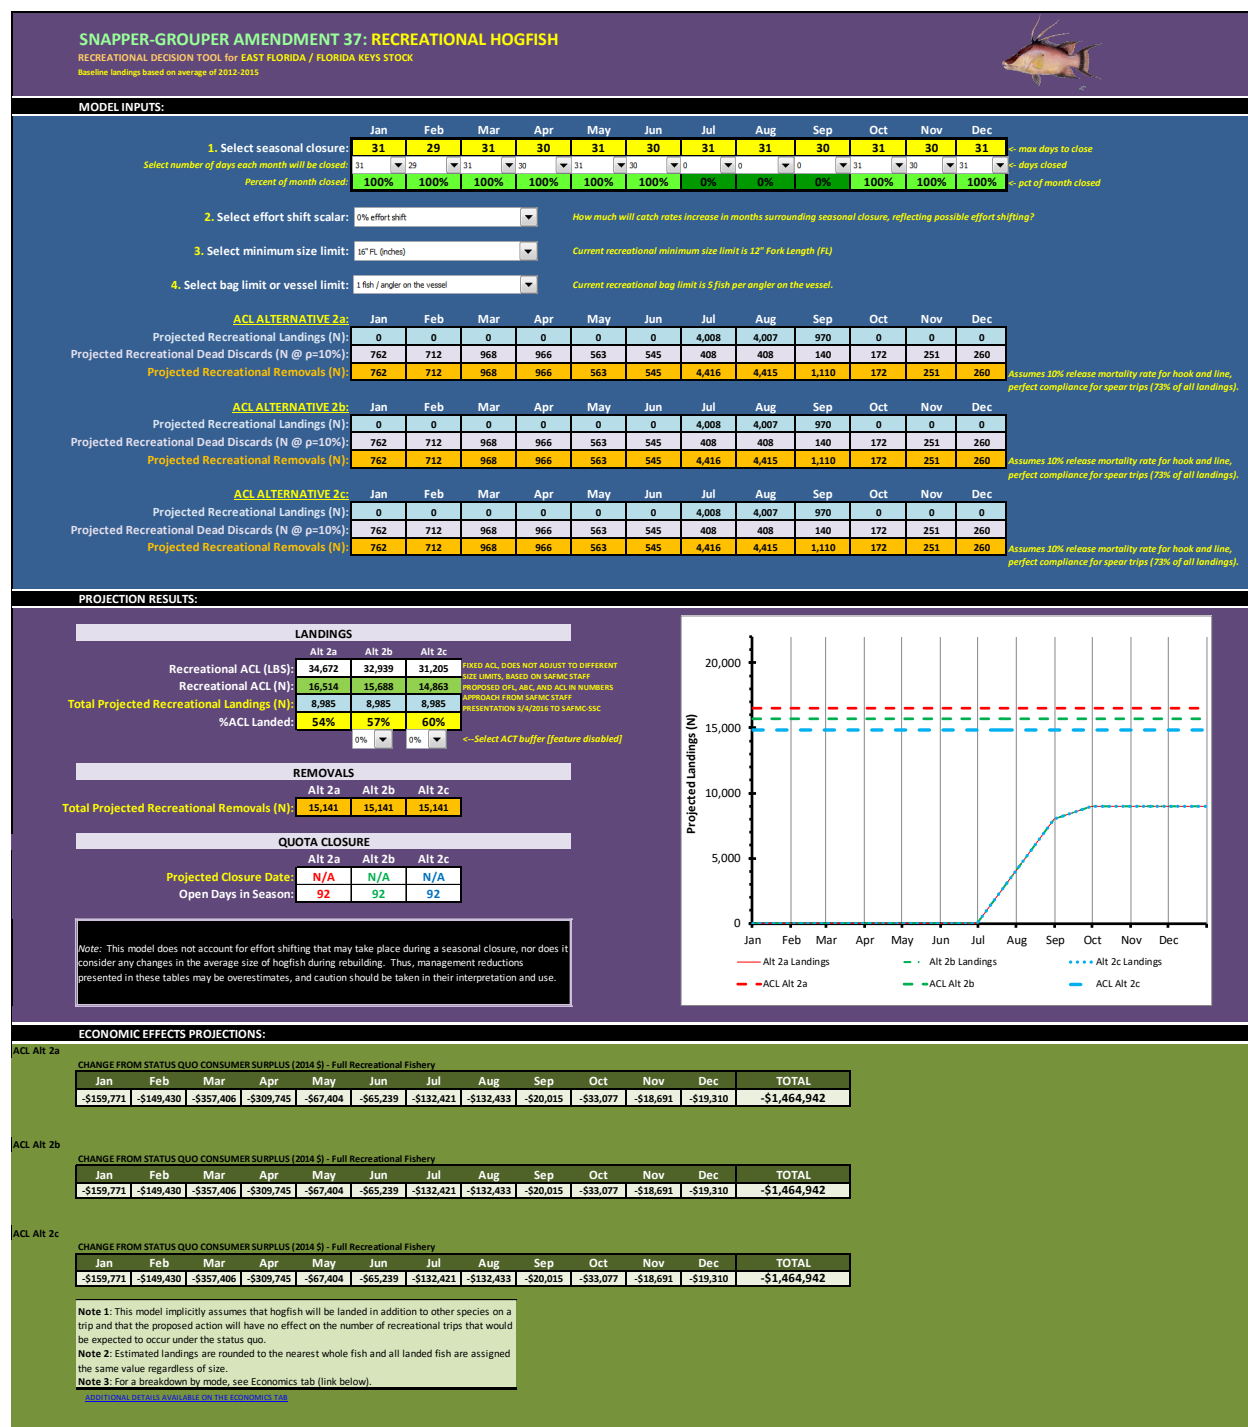 SNAPPER-GROUPER AMENDMENT 37: RECREATIONAL HOGFISH
RECREATIONAL DECISION TOOL for EAST FLORIDA / FLORIDA KEYS STOCK
Baseline landings based on average of 2012-2015
MODEL INPUTS:
Jan Feb Mar Apr May Jun Jul Aug Sep Oct Nov Dec
1. Select seasonal closure: 31 29 31 30 31 30 31 31 30 31 30 31 <- max days to close
Select number of days each month will be closed: 31 29 31 30 31 30 0 0 0 31 30 31 <- days closed
Percent of month closed: 100% 100% 100% 100% 100% 100% 0% 0% 0% 100% 100% 100% <- pct of month closed
2. Select effort shift scalar: 0% effort shift How much will catch rates increase in months surrounding seasonal closure, reflecting possible effort shifting?
3. Select minimum size limit: 16" FL (inches) Current recreational minimum size limit is 12" Fork Length (FL)
4. Select bag limit or vessel limit: 1 fish / angler on the vessel Current recreational bag limit is 5 fish per angler on the vessel.
ACL ALTERNATIVE 2a: Jan Feb Mar Apr May Jun Jul Aug Sep Oct Nov Dec
Projected Recreational Landings (N): 0 0 0 0 0 0 4,008 4,007 970 0 0 0
Projected Recreational Dead Discards (N @ ρ=10%): 762 712 968 966 563 545 408 408 140 172 251 260
Projected Recreational Removals (N): 762 712 968 966 563 545 4,416 4,415 1,110 172 251 260 Assumes 10% release mortality rate for hook and line,
perfect compliance for spear trips (73% of all landings).
ACL ALTERNATIVE 2b: Jan Feb Mar Apr May Jun Jul Aug Sep Oct Nov Dec
Projected Recreational Landings (N): 0 0 0 0 0 0 4,008 4,007 970 0 0 0
Projected Recreational Dead Discards (N @ ρ=10%): 762 712 968 966 563 545 408 408 140 172 251 260
Projected Recreational Removals (N): 762 712 968 966 563 545 4,416 4,415 1,110 172 251 260 Assumes 10% release mortality rate for hook and line,
perfect compliance for spear trips (73% of all landings).
ACL ALTERNATIVE 2c: Jan Feb Mar Apr May Jun Jul Aug Sep Oct Nov Dec
Projected Recreational Landings (N): 0 0 0 0 0 0 4,008 4,007 970 0 0 0
Projected Recreational Dead Discards (N @ ρ=10%): 762 712 968 966 563 545 408 408 140 172 251 260
Projected Recreational Removals (N): 762 712 968 966 563 545 4,416 4,415 1,110 172 251 260 Assumes 10% release mortality rate for hook and line,
perfect compliance for spear trips (73% of all landings).
PROJECTION RESULTS:
LANDINGS
Alt 2a Alt 2b Alt 2c
Recreational ACL (LBS): 34,672 32,939 31,205
Recreational ACL (N): 16,514 15,688 14,863
Total Projected Recreational Landings (N): 8,985 8,985 8,985
%ACL Landed: 54% 57% 60%
FIXED ACL, DOES NOT ADJUST TO DIFFERENT
SIZE LIMITS, BASED ON SAFMC STAFF
PROPOSED OFL, ABC, AND ACL IN NUMBERS
APPROACH FROM SAFMC STAFF
PRESENTATION 3/4/2016 TO SAFMC-SSC
0% 0% <--Select ACT buffer [feature disabled]
REMOVALS
Alt 2a Alt 2b Alt 2c
Total Projected Recreational Removals (N): 15,141 15,141 15,141
QUOTA CLOSURE
Alt 2a Alt 2b Alt 2c
Projected Closure Date: N/A N/A N/A
Open Days in Season: 92 92 92
Note: This model does not account for effort shifting that may take place during a seasonal closure, nor does it
consider any changes in the average size of hogfish during rebuilding. Thus, management reductions
presented in these tables may be overestimates, and caution should be taken in their interpretation and use.
Projected Landings (N)
20,000
15,000
10,000
5,000
0
Jan Feb Mar Apr May Jun Jul Aug Sep Oct Nov Dec
Alt 2a Landings Alt 2b Landings Alt 2c Landings
ACL Alt 2a ACL Alt 2b ACL Alt 2c
ECONOMIC EFFECTS PROJECTIONS:
ACL Alt 2a
CHANGE FROM STATUS QUO CONSUMER SURPLUS (2014 $) - Full Recreational Fishery
Jan Feb Mar Apr May Jun Jul Aug Sep Oct Nov Dec TOTAL
-$159,771 -$149,430 -$357,406 -$309,745 -$67,404 -$65,239 -$132,421 -$132,433 -$20,015 -$33,077 -$18,691 -$19,310 -$1,464,942
ACL Alt 2b
CHANGE FROM STATUS QUO CONSUMER SURPLUS (2014 $) - Full Recreational Fishery
Jan Feb Mar Apr May Jun Jul Aug Sep Oct Nov Dec TOTAL
-$159,771 -$149,430 -$357,406 -$309,745 -$67,404 -$65,239 -$132,421 -$132,433 -$20,015 -$33,077 -$18,691 -$19,310 -$1,464,942
ACL Alt 2c
CHANGE FROM STATUS QUO CONSUMER SURPLUS (2014 $) - Full Recreational Fishery
Jan Feb Mar Apr May Jun Jul Aug Sep Oct Nov Dec TOTAL
-$159,771 -$149,430 -$357,406 -$309,745 -$67,404 -$65,239 -$132,421 -$132,433 -$20,015 -$33,077 -$18,691 -$19,310 -$1,464,942
Note 1: This model implicitly assumes that hogfish will be landed in addition to other species on a
trip and that the proposed action will have no effect on the number of recreational trips that would
be expected to occur under the status quo.
Note 2: Estimated landings are rounded to the nearest whole fish and all landed fish are assigned
the same value regardless of size.
Note 3: For a breakdown by mode, see Economics tab (link below).
ADDITIONAL DETAILS AVAILABLE ON THE ECONOMICS TAB